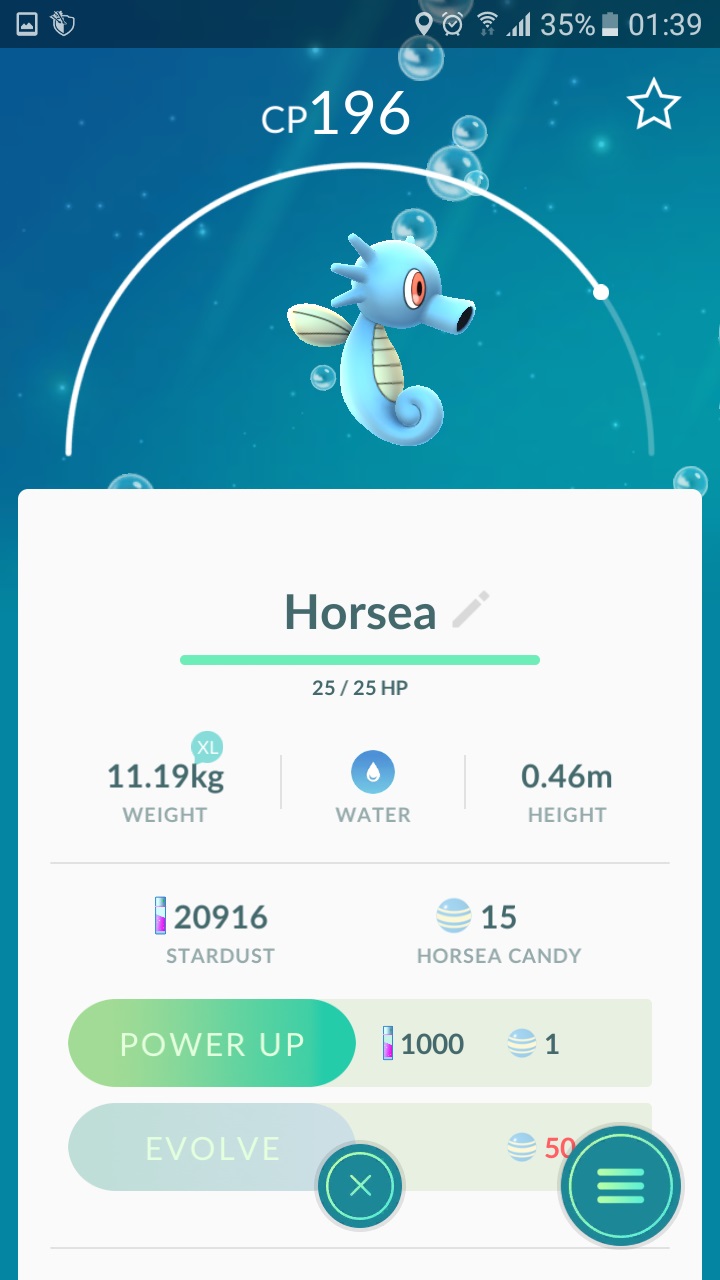 35% 01:39
CP196
Horsea
25 / 25 HP
XL
11.19kg
WEIGHT
WATER
0.46m
HEIGHT
20916
STARDUST
15
HORSEA CANDY
POWER UP 1000 1
EVOLVE 50